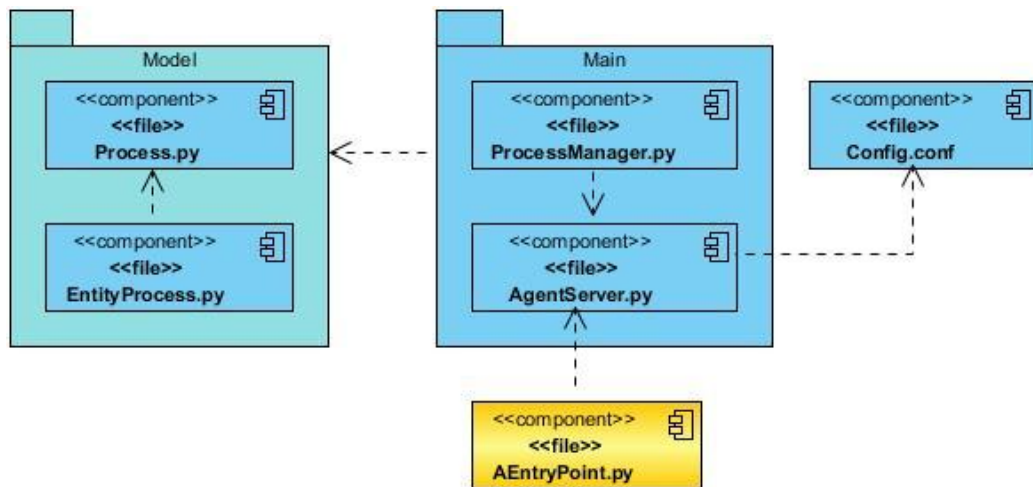 Model
<<component>>
<<file>>
Process.py
<<component>>
<<file>>
EntityProcess.py
Main
<<component>>
<<file>>
ProcessManager.py
<<component>>
<<file>>
AgentServer.py
<<component>>
<<file>>
Config.conf
<<component>>
<<file>>
AEntryPoint.py